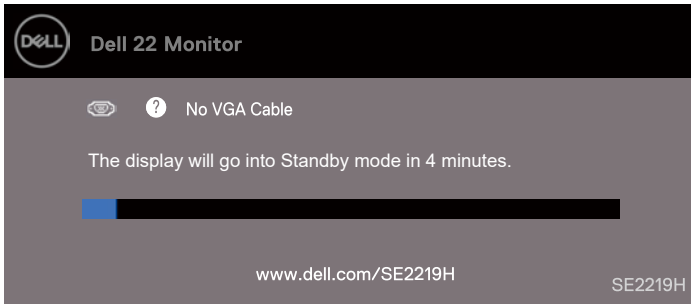 DELL
Dell 22 Monitor
? No VGA Cable
The display will go into Standby mode in 4 minutes.
www.dell.com/SE2219H
SE2219H